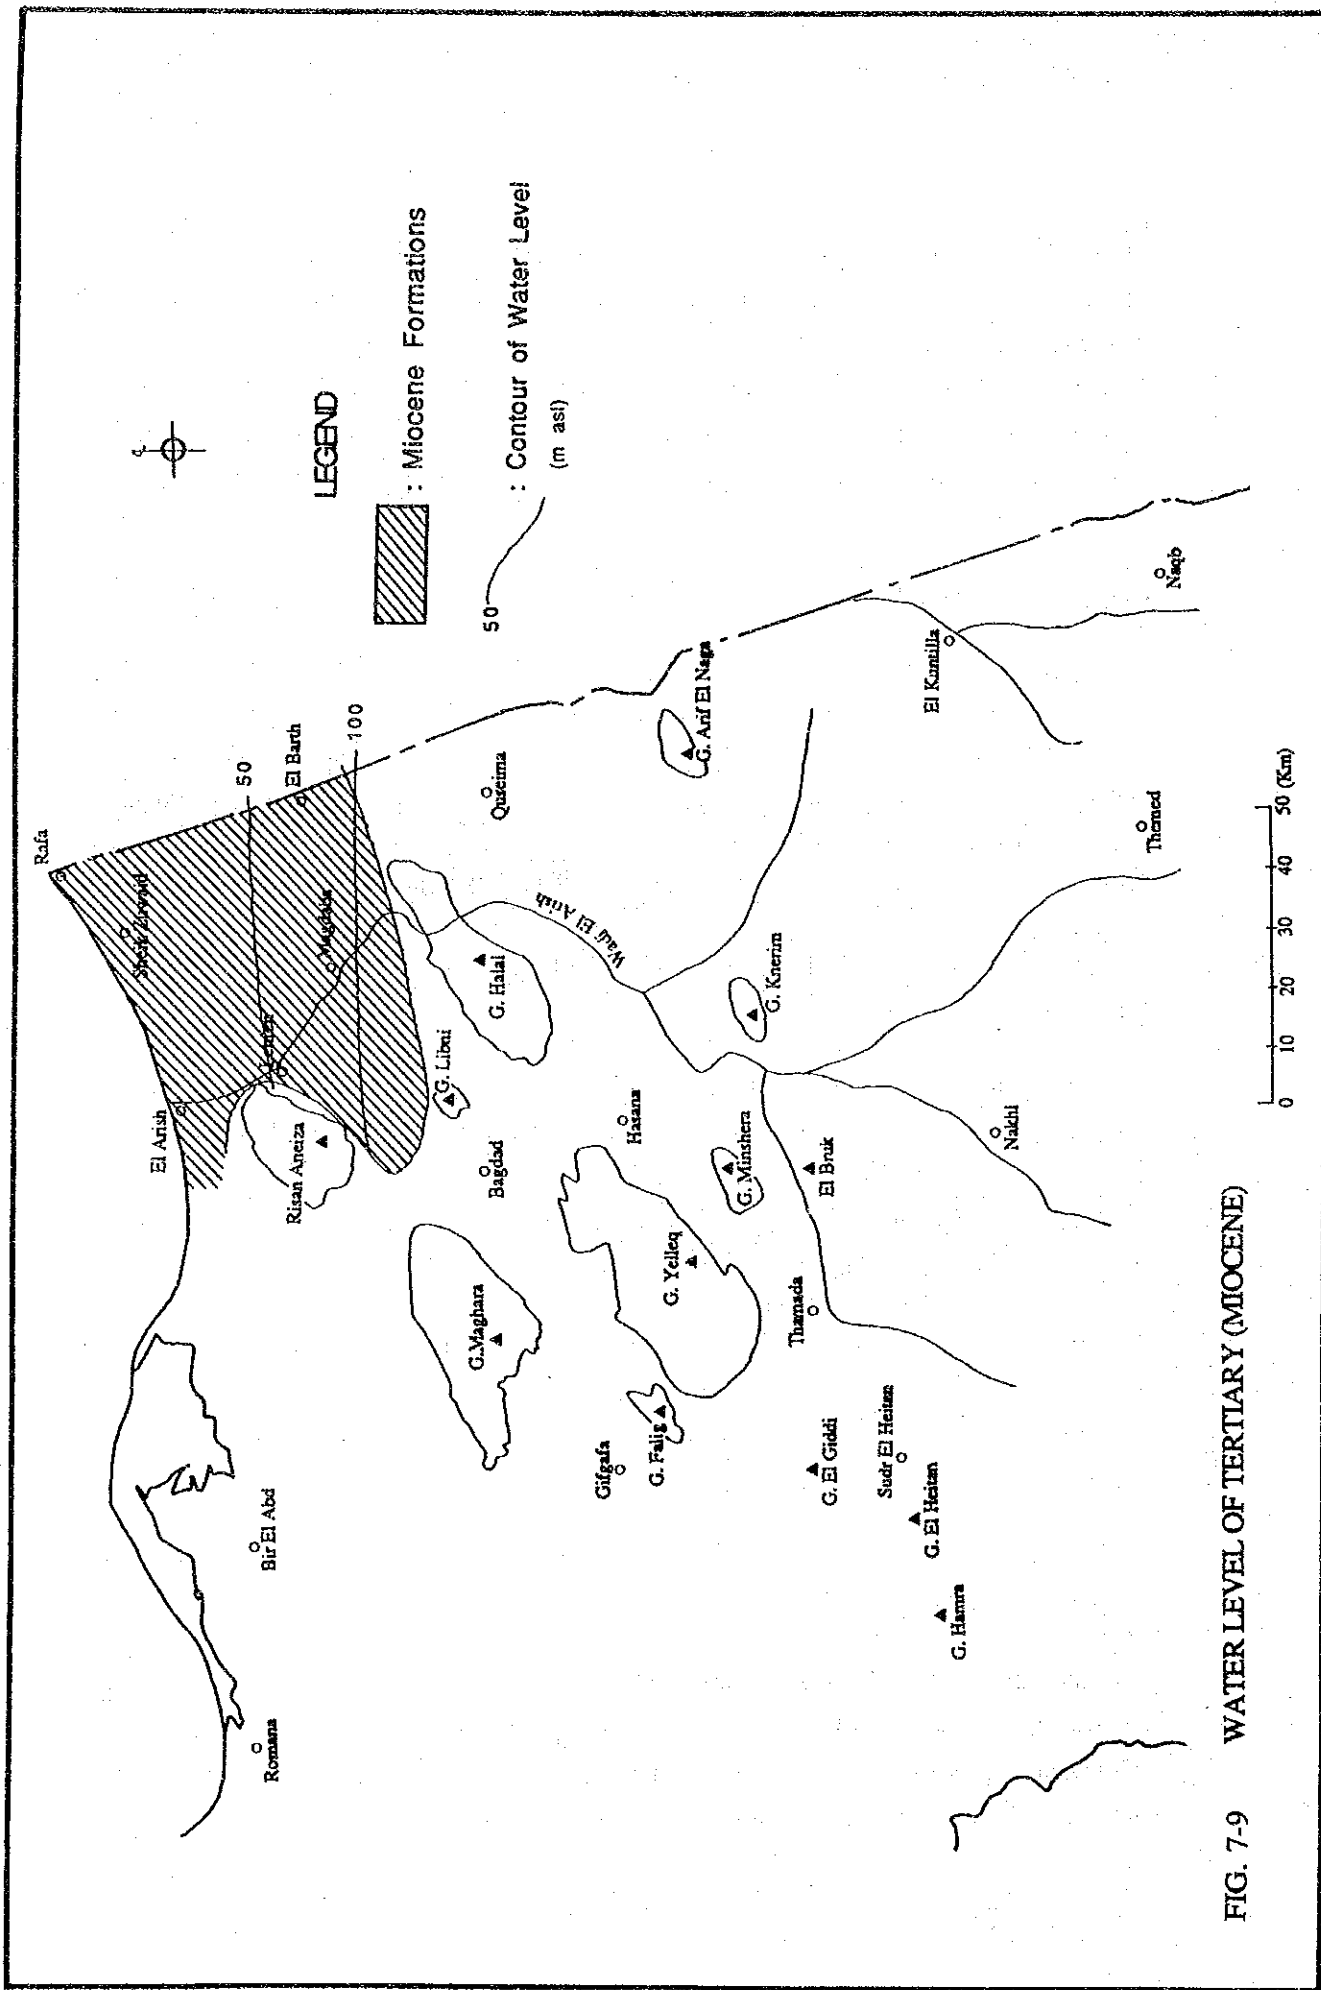 Rafa
Sheik Zuwaid
El Arish
Lemfen
Risan Aneiza
50
El Barth
100
Magdaba
LEGEND
: Miocene Formations
50
: Contour of Water Level
(m asl)
Romana
Bir El Abd
G.Maghara
Bagdad
G. Libni
G. Halal
Quseima
Wadi El Arish
Gifgafa
G. Falig
G. Yelleq
Hasana
G. Minshera
G. Knerim
G. Arif El Naga
Thamada
El Bruk
G. El Giddi
Sudr El Heitan
G. El Heitan
G. Hamra
Nakhl
Themed
El Kuntilla
Naqb
0 10 20 30 40 50 (Km)
FIG. 7-9 WATER LEVEL OF TERTIARY (MIOCENE)